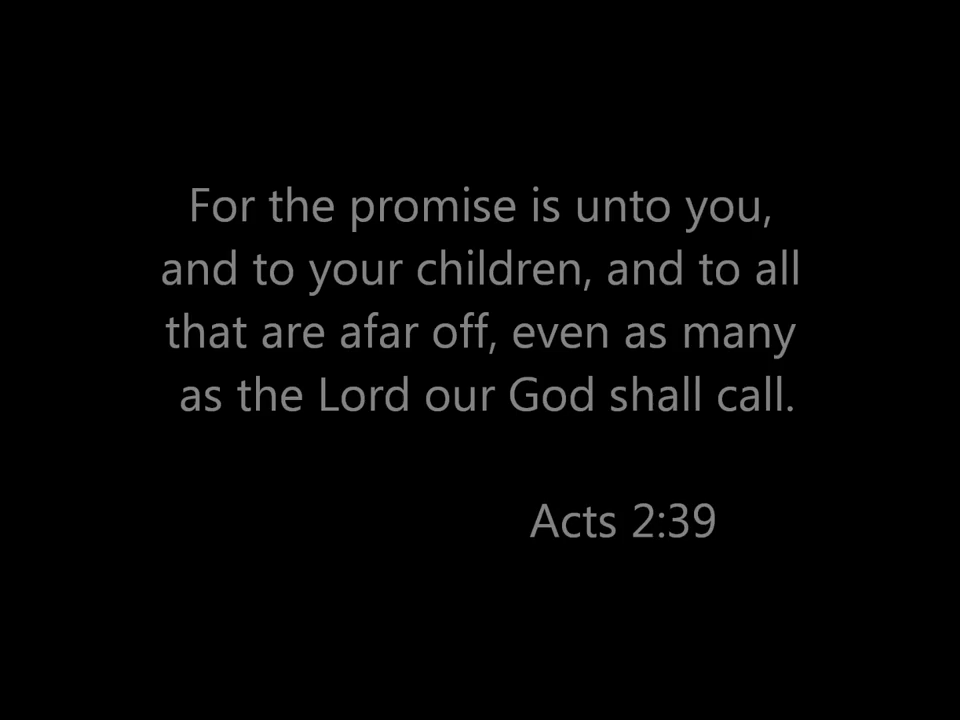 For the promise is unto you,
and to your children, and to all
that are afar off, even as many
as the Lord our God shall call.
Acts 2:39